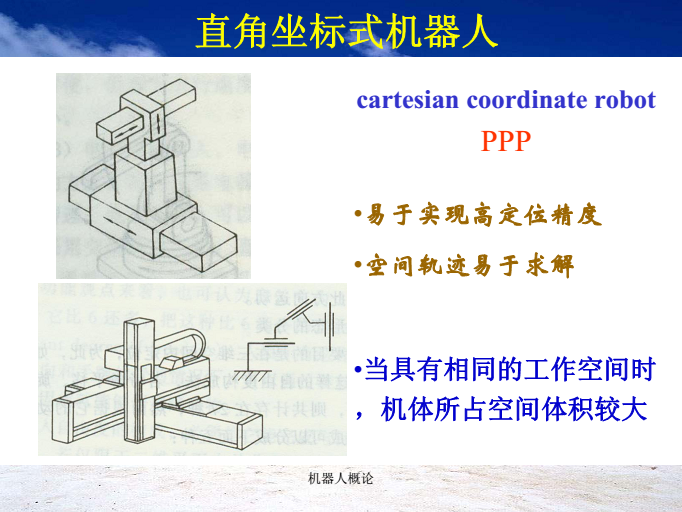 直角坐标式机器人
cartesian coordinate robot
PPP
•易于实现高定位精度
•空间轨迹易于求解
•当具有相同的工作空间时
，机体所占空间体积较大
机器人概论